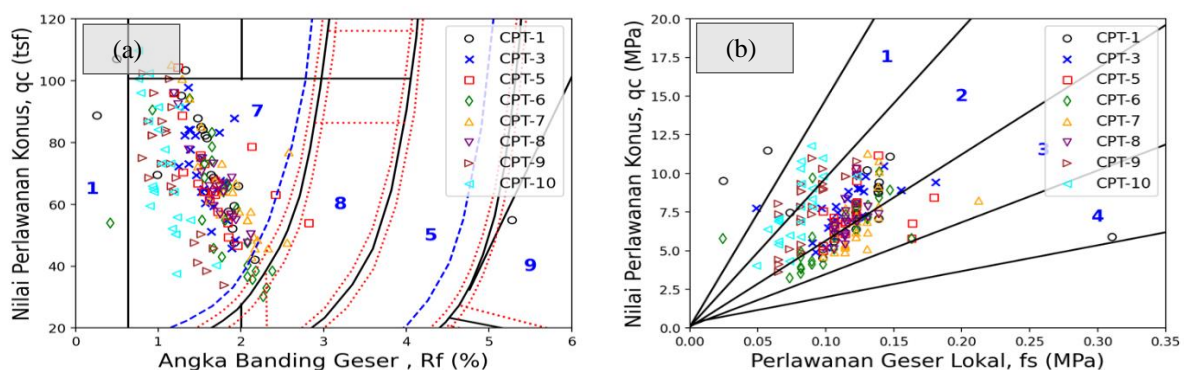 (a)
Nilai Perlawanan Konus, qc (tsf)
120
100
80
60
40
20
0
1
2
3
4
5
6
Angka Banding Geser , Rf (%)
1
7
8
5
9
CPT-1
CPT-3
CPT-5
CPT-6
CPT-7
CPT-8
CPT-9
CPT-10
(b)
Nilai Perlawanan Konus, qc (MPa)
20.0
17.5
15.0
12.5
10.0
7.5
5.0
2.5
0.0
0.00
0.05
0.10
0.15
0.20
0.25
0.30
0.35
Perlawanan Geser Lokal, fs (MPa)
1
2
3
4
CPT-1
CPT-3
CPT-5
CPT-6
CPT-7
CPT-8
CPT-9
CPT-10